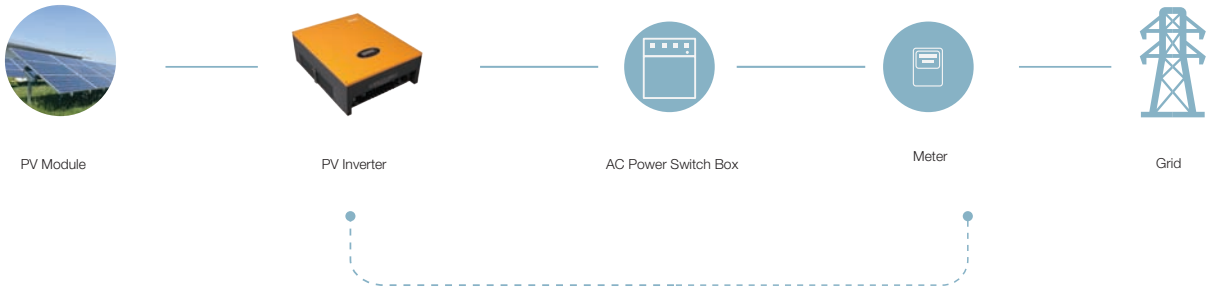 PV Module
PV Inverter
AC Power Switch Box
Meter
Grid